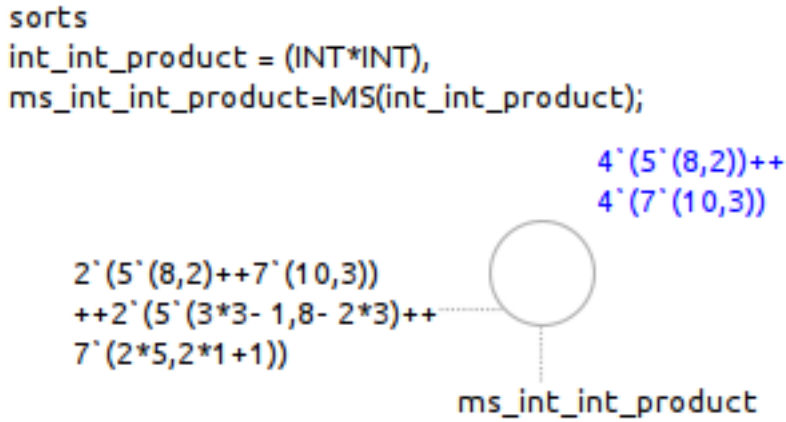 sorts
int_int_product = (INT*INT),
ms_int_int_product=MS(int_int_product);
4`(5`(8,2))++
4`(7`(10,3))
2`(5`(8,2)++7`(10,3))
++2`(5`(3*3- 1,8- 2*3)++
7`(2*5,2*1+1))
ms_int_int_product